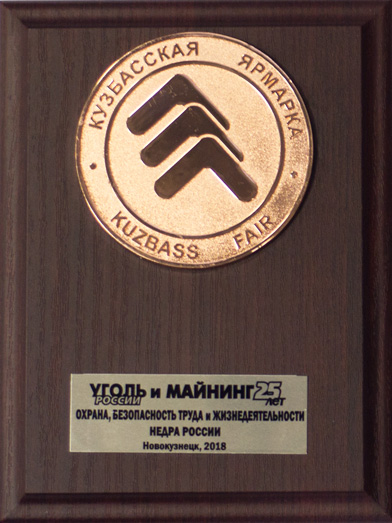 КУЗБАССКАЯ ЯРМАРКА
KUZBASS FAIR
УГОЛЬ и МАЙНИНГ 25
РОССИИ ЛЕТ
ОХРАНА, БЕЗОПАСНОСТЬ ТРУДА и ЖИЗНЕДЕЯТЕЛЬНОСТИ
НЕДРА РОССИИ
Новокузнецк, 2018